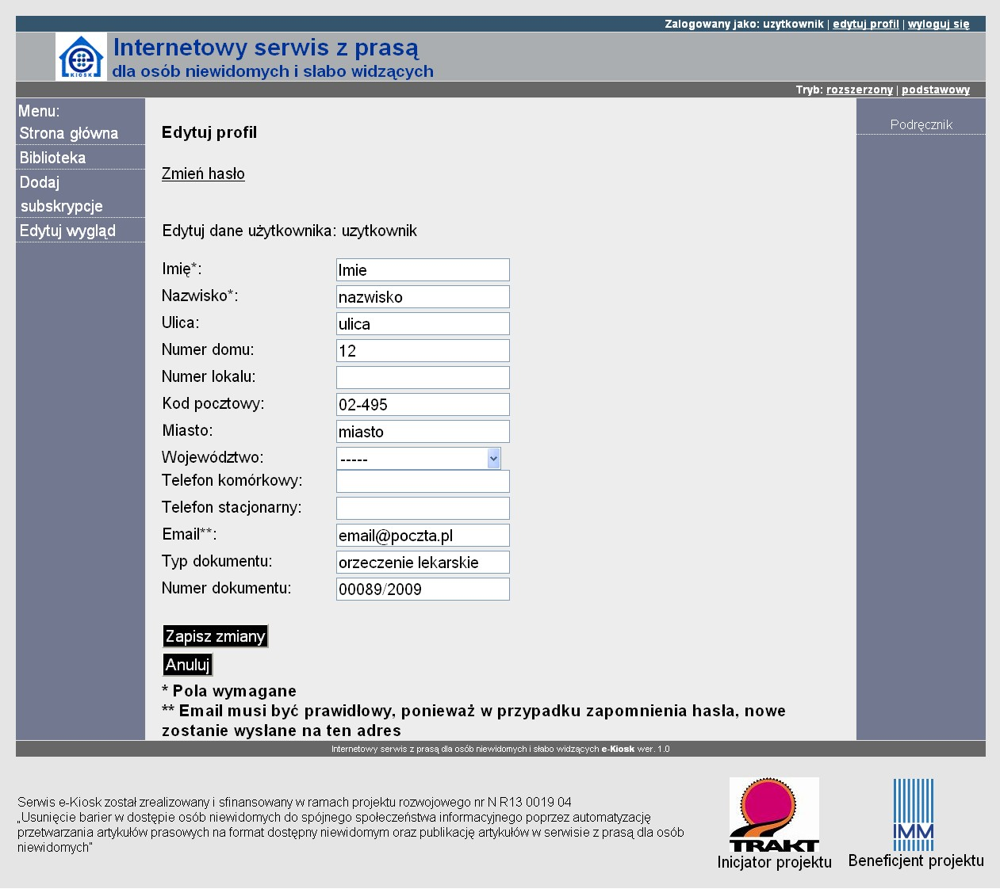 Zalogowany jako: uzytkownik | edytuj profil | wyloguj się
KIOSK
Internetowy serwis z prasą
dla osób niewidomych i słabo widzących
Tryb: rozszerzony | podstawowy
Menu:
Strona główna
Biblioteka
Dodaj
subskrypcje
Edytuj wygląd
Podręcznik
Edytuj profil
Zmień hasło
Edytuj dane użytkownika: uzytkownik
Imię*: Imie
Nazwisko*: nazwisko
Ulica: ulica
Numer domu: 12
Numer lokalu:
Kod pocztowy: 02-495
Miasto: miasto
Województwo: -----
Telefon komórkowy:
Telefon stacjonarny:
Email**: email@poczta.pl
Typ dokumentu: orzeczenie lekarskie
Numer dokumentu: 00089/2009
Zapisz zmiany
Anuluj
* Pola wymagane
** Email musi być prawidłowy, ponieważ w przypadku zapomnienia hasła, nowe
zostanie wysłane na ten adres
Internetowy serwis z prasą dla osób niewidomych i słabo widzących e-Kiosk wer. 1.0
Serwis e-Kiosk został zrealizowany i sfinansowany w ramach projektu rozwojowego nr N R13 0019 04
„Usunięcie barier w dostępie osób niewidomych do spójnego społeczeństwa informacyjnego poprzez automatyzację
przetwarzania artykułów prasowych na format dostępny niewidomym oraz publikację artykułów w serwisie z prasą dla osób
niewidomych"
TRAKT
Inicjator projektu
IMM
Beneficjent projektu